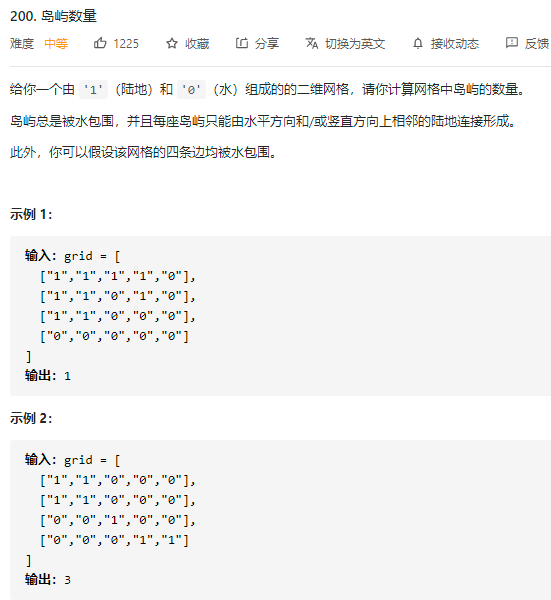 200. 岛屿数量
难度 中等 1225 收藏 分享 切换为英文 接收动态 反馈
给你一个由 '1'（陆地）和 '0'（水）组成的的二维网格，请你计算网格中岛屿的数量。
岛屿总是被水包围，并且每座岛屿只能由水平方向和/或竖直方向上相邻的陆地连接形成。
此外，你可以假设该网格的四条边均被水包围。
示例 1：
输入：grid = [
["1","1","1","1","0"],
["1","1","0","1","0"],
["1","1","0","0","0"],
["0","0","0","0","0"]
]
输出：1
示例 2：
输入：grid = [
["1","1","0","0","0"],
["1","1","0","0","0"],
["0","0","1","0","0"],
["0","0","0","1","1"]
]
输出：3